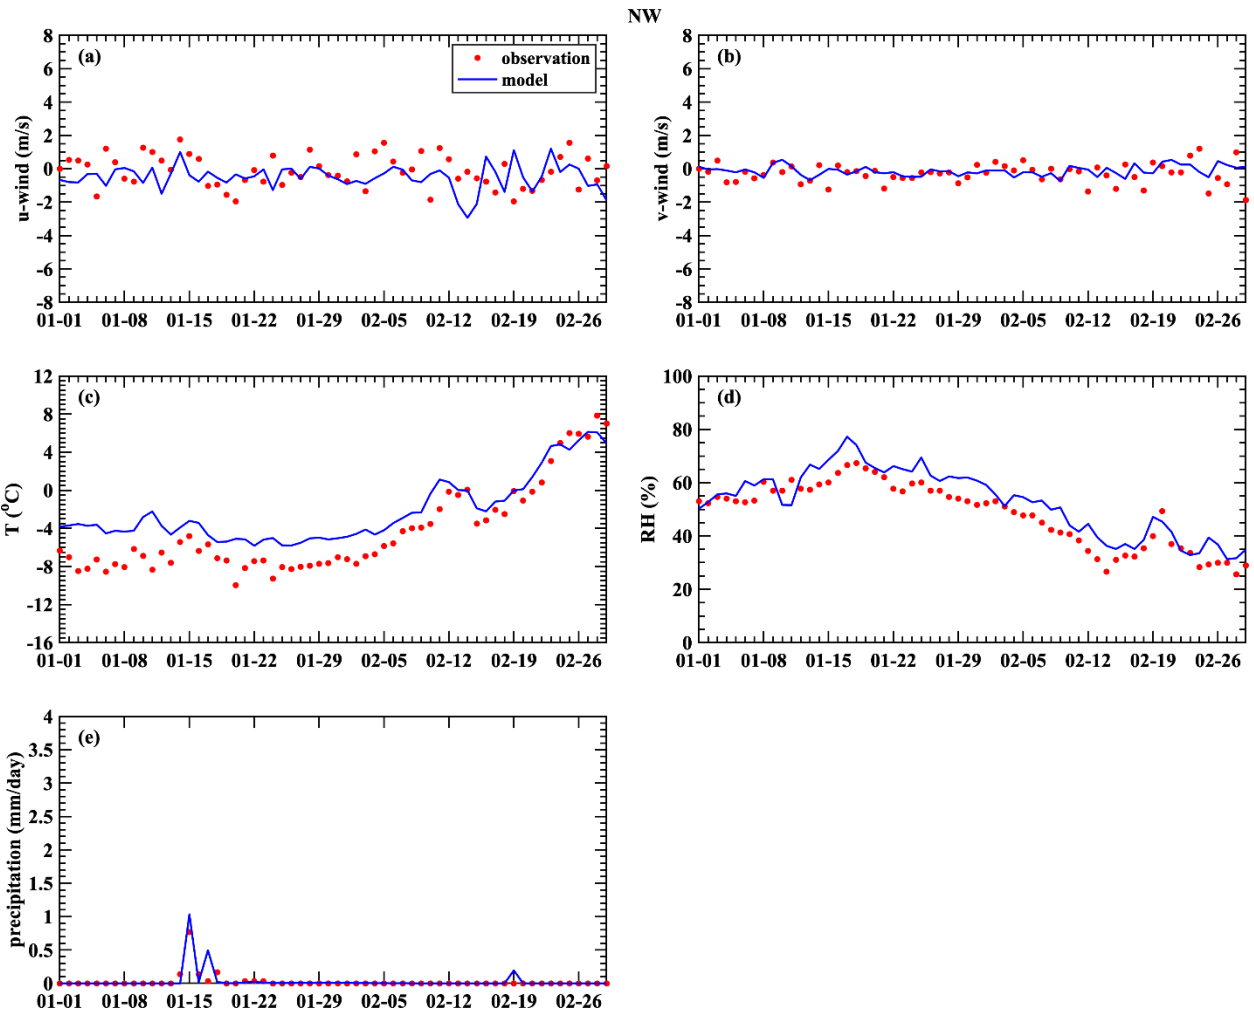 NW
(a)
observation
model
u-wind (m/s)
8
6
4
2
0
-2
-4
-6
-8
01-01 01-08 01-15 01-22 01-29 02-05 02-12 02-19 02-26
(b)
v-wind (m/s)
8
6
4
2
0
-2
-4
-6
-8
01-01 01-08 01-15 01-22 01-29 02-05 02-12 02-19 02-26
(c)
T (⁰C)
12
8
4
0
-4
-8
-12
-16
01-01 01-08 01-15 01-22 01-29 02-05 02-12 02-19 02-26
(d)
RH (%)
100
80
60
40
20
0
01-01 01-08 01-15 01-22 01-29 02-05 02-12 02-19 02-26
(e)
precipitation (mm/day)
4
3.5
3
2.5
2
1.5
1
0.5
0
01-01 01-08 01-15 01-22 01-29 02-05 02-12 02-19 02-26